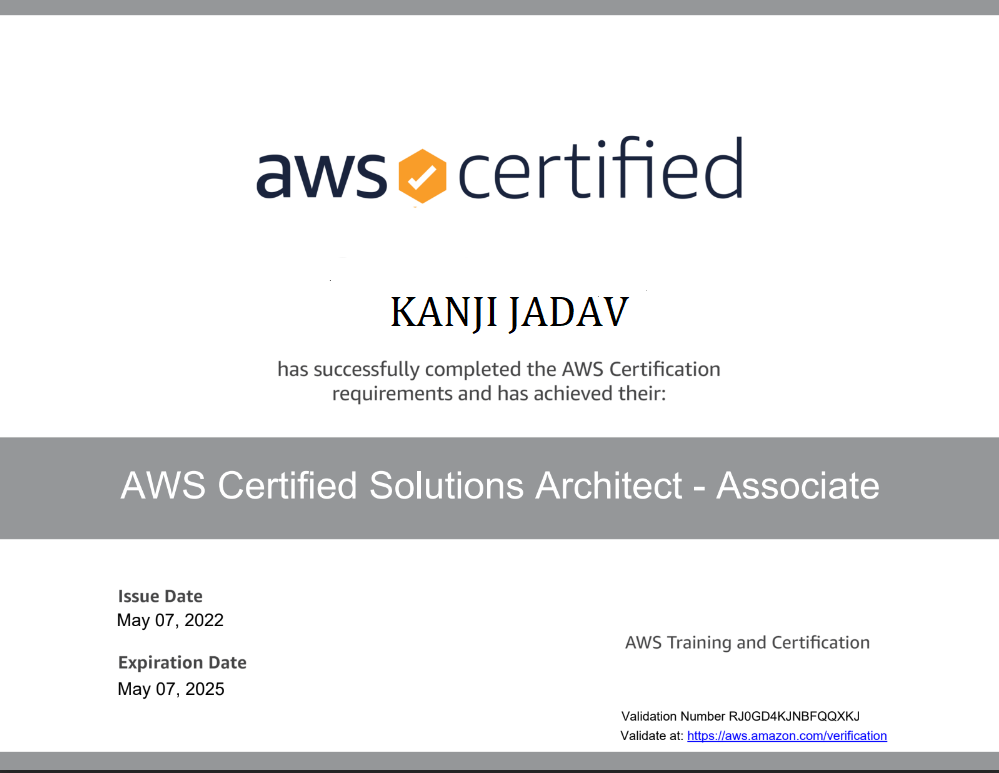 aws certified
KANJI JADAV
has successfully completed the AWS Certification
requirements and has achieved their:
AWS Certified Solutions Architect - Associate
Issue Date
May 07, 2022
Expiration Date
May 07, 2025
AWS Training and Certification
Validation Number RJ0GD4KJNBFQQXKJ
Validate at: https://aws.amazon.com/verification